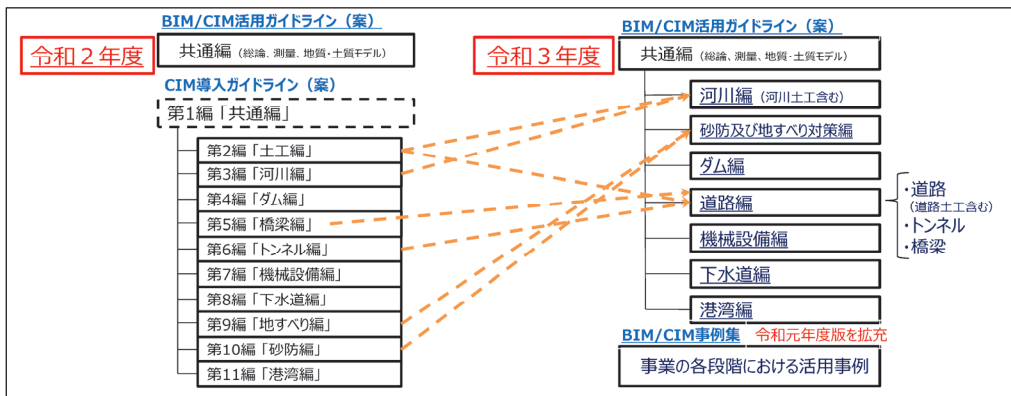 BIM/CIM活用ガイドライン（案）
令和２年度
共通編（総論、測量、地質・土質モデル）
CIM導入ガイドライン（案）
第1編「共通編」
第2編「土工編」
第3編「河川編」
第4編「ダム編」
第5編「橋梁編」
第6編「トンネル編」
第7編「機械設備編」
第8編「下水道編」
第9編「地すべり編」
第10編「砂防編」
第11編「港湾編」
BIM/CIM活用ガイドライン（案）
令和３年度
共通編（総論、測量、地質・土質モデル）
河川編（河川土工含む）
砂防及び地すべり対策編
ダム編
道路編
機械設備編
下水道編
港湾編
・道路
（道路土工含む）
・トンネル
・橋梁
BIM/CIM事例集 令和元年度版を拡充
事業の各段階における活用事例